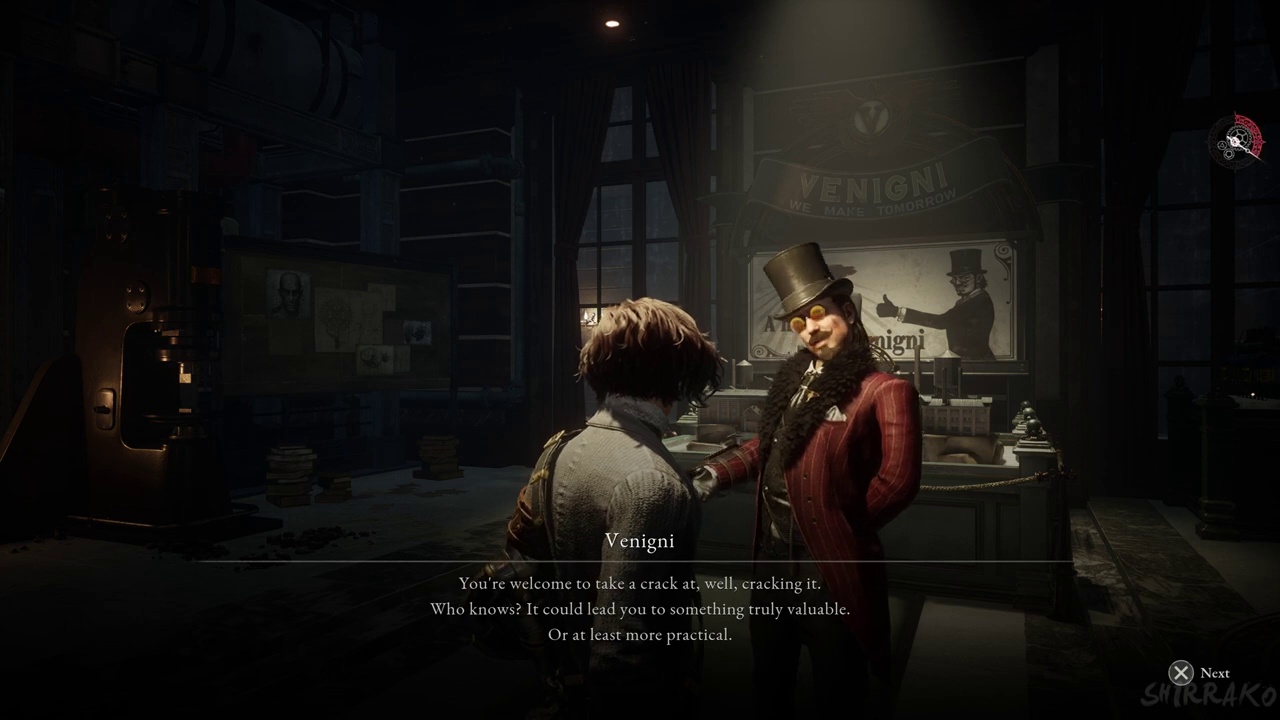 V
VENIGNI
WE MAKE TOMORROW
Venigni
You're welcome to take a crack at, well, cracking it.
Who knows? It could lead you to something truly valuable.
Or at least more practical.
Next
SHIRRAKO